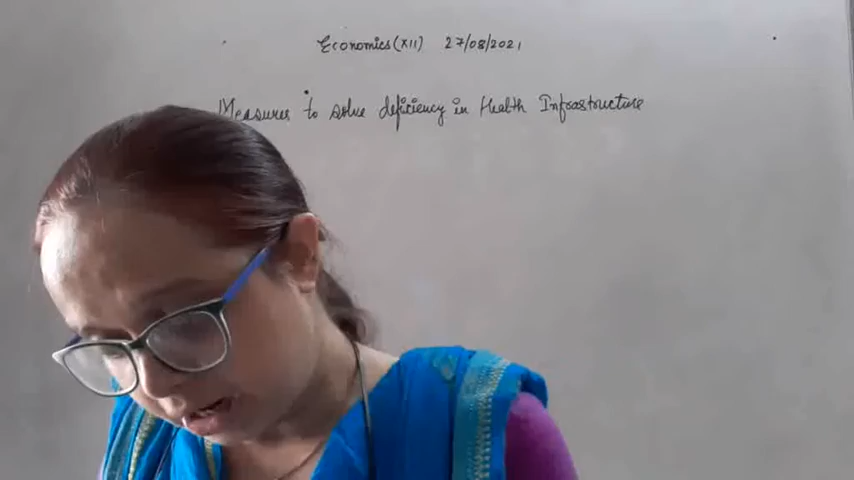 Economics(XII) 27/08/2021
Measures to solve deficiency in Health Infrastructure